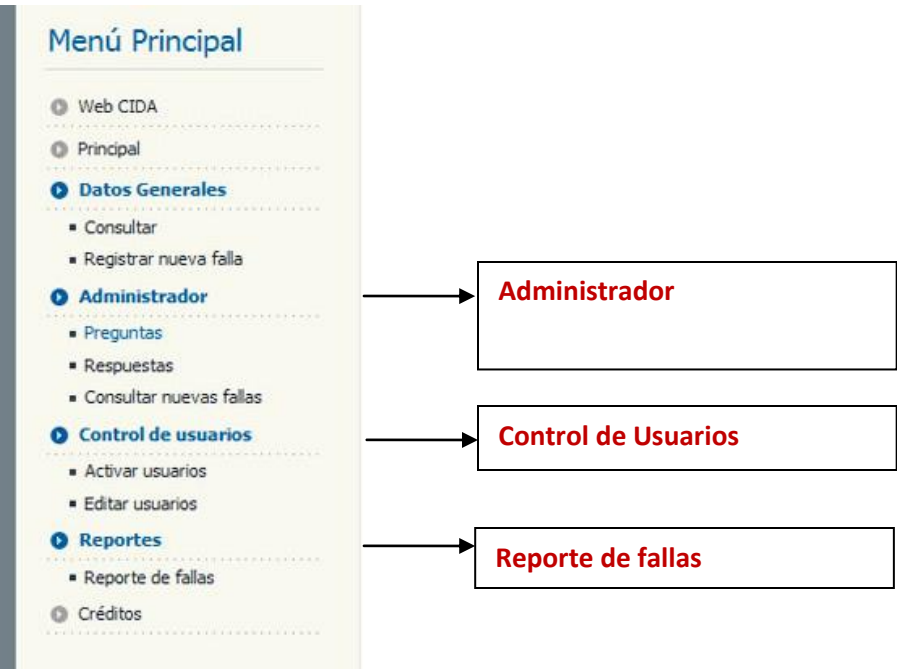 Menú Principal
Web CIDA
Principal
Datos Generales
Consultar
Registrar nueva falla
Administrador
Preguntas
Respuestas
Consultar nuevas fallas
Control de usuarios
Activar usuarios
Editar usuarios
Reportes
Reporte de fallas
Créditos
Administrador
Control de Usuarios
Reporte de fallas